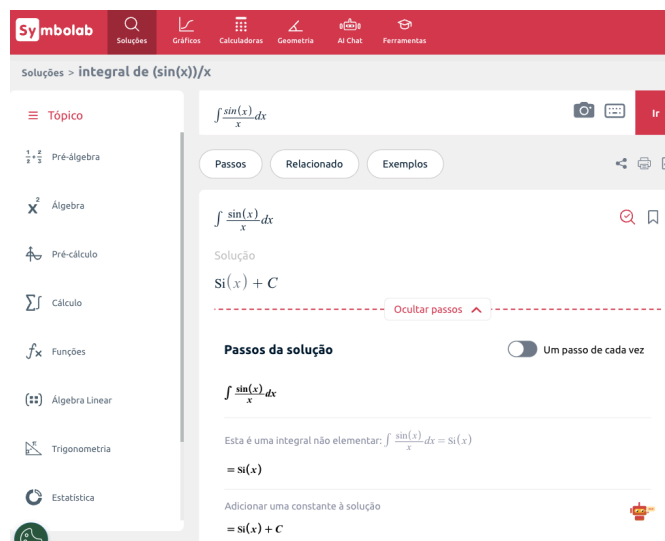 Symbolab
Soluções Gráficos Calculadoras Geometria AI Chat Ferramentas
Soluções > integral de (sin(x))/x
Tópico
Pré-álgebra
Álgebra
Pré-cálculo
Cálculo
Funções
Álgebra Linear
Trigonometria
Estatística
∫ sin(x)/x dx
Ir
Passos Relacionado Exemplos
∫ sin(x)/x dx
Solução
Si(x) + C
Ocultar passos
Passos da solução
Um passo de cada vez
∫ sin(x)/x dx
Esta é uma integral não elementar: ∫ sin(x)/x dx = Si(x)
= Si(x)
Adicionar uma constante à solução
= Si(x) + C